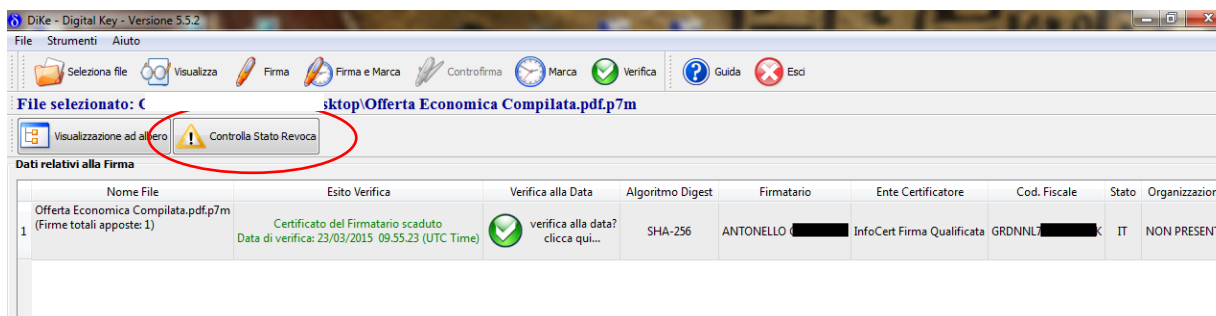 DiKe - Digital Key - Versione 5.5.2
File Strumenti Aiuto
Seleziona file Visualizza Firma Firma e Marca Controfirma Marca Verifica Guida Esci
File selezionato: sktop\Offerta Economica Compilata.pdf.p7m
Visualizzazione ad albero Controlla Stato Revoca
Dati relativi alla Firma
Nome File Esito Verifica Verifica alla Data Algoritmo Digest Firmatario Ente Certificatore Cod. Fiscale Stato Organizzazion
1 Offerta Economica Compilata.pdf.p7m
(Firme totali apposte: 1)
Certificato del Firmatario scaduto
Data di verifica: 23/03/2015 09.55.23 (UTC Time)
verifica alla data?
clicca qui...
SHA-256 ANTONELLO InfoCert Firma Qualificata GRDNNL7 K IT NON PRESENT